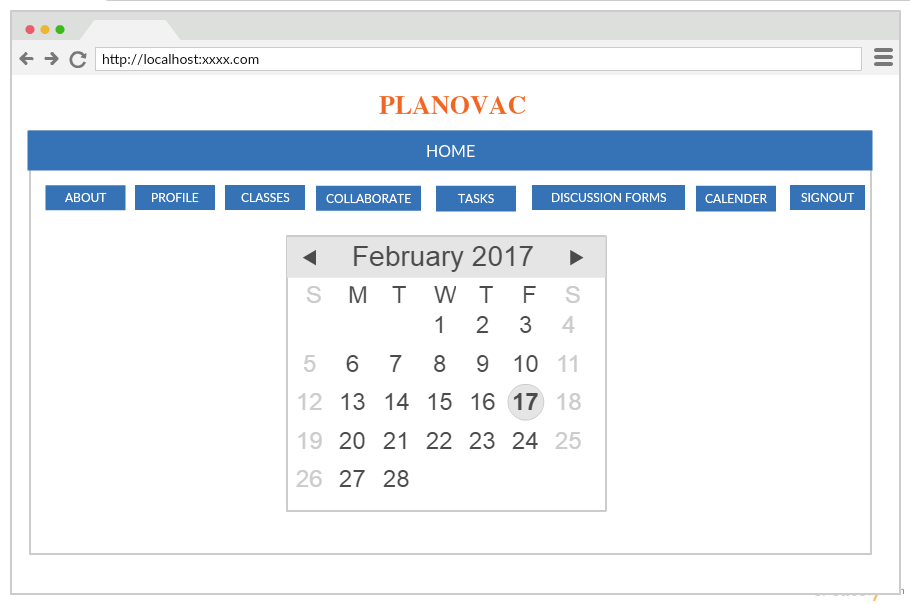 http://localhost:xxxx.com
PLANOVAC
HOME
ABOUT PROFILE CLASSES COLLABORATE TASKS DISCUSSION FORMS CALENDER SIGNOUT
February 2017
S M T W T F S
1 2 3 4
5 6 7 8 9 10 11
12 13 14 15 16 17 18
19 20 21 22 23 24 25
26 27 28